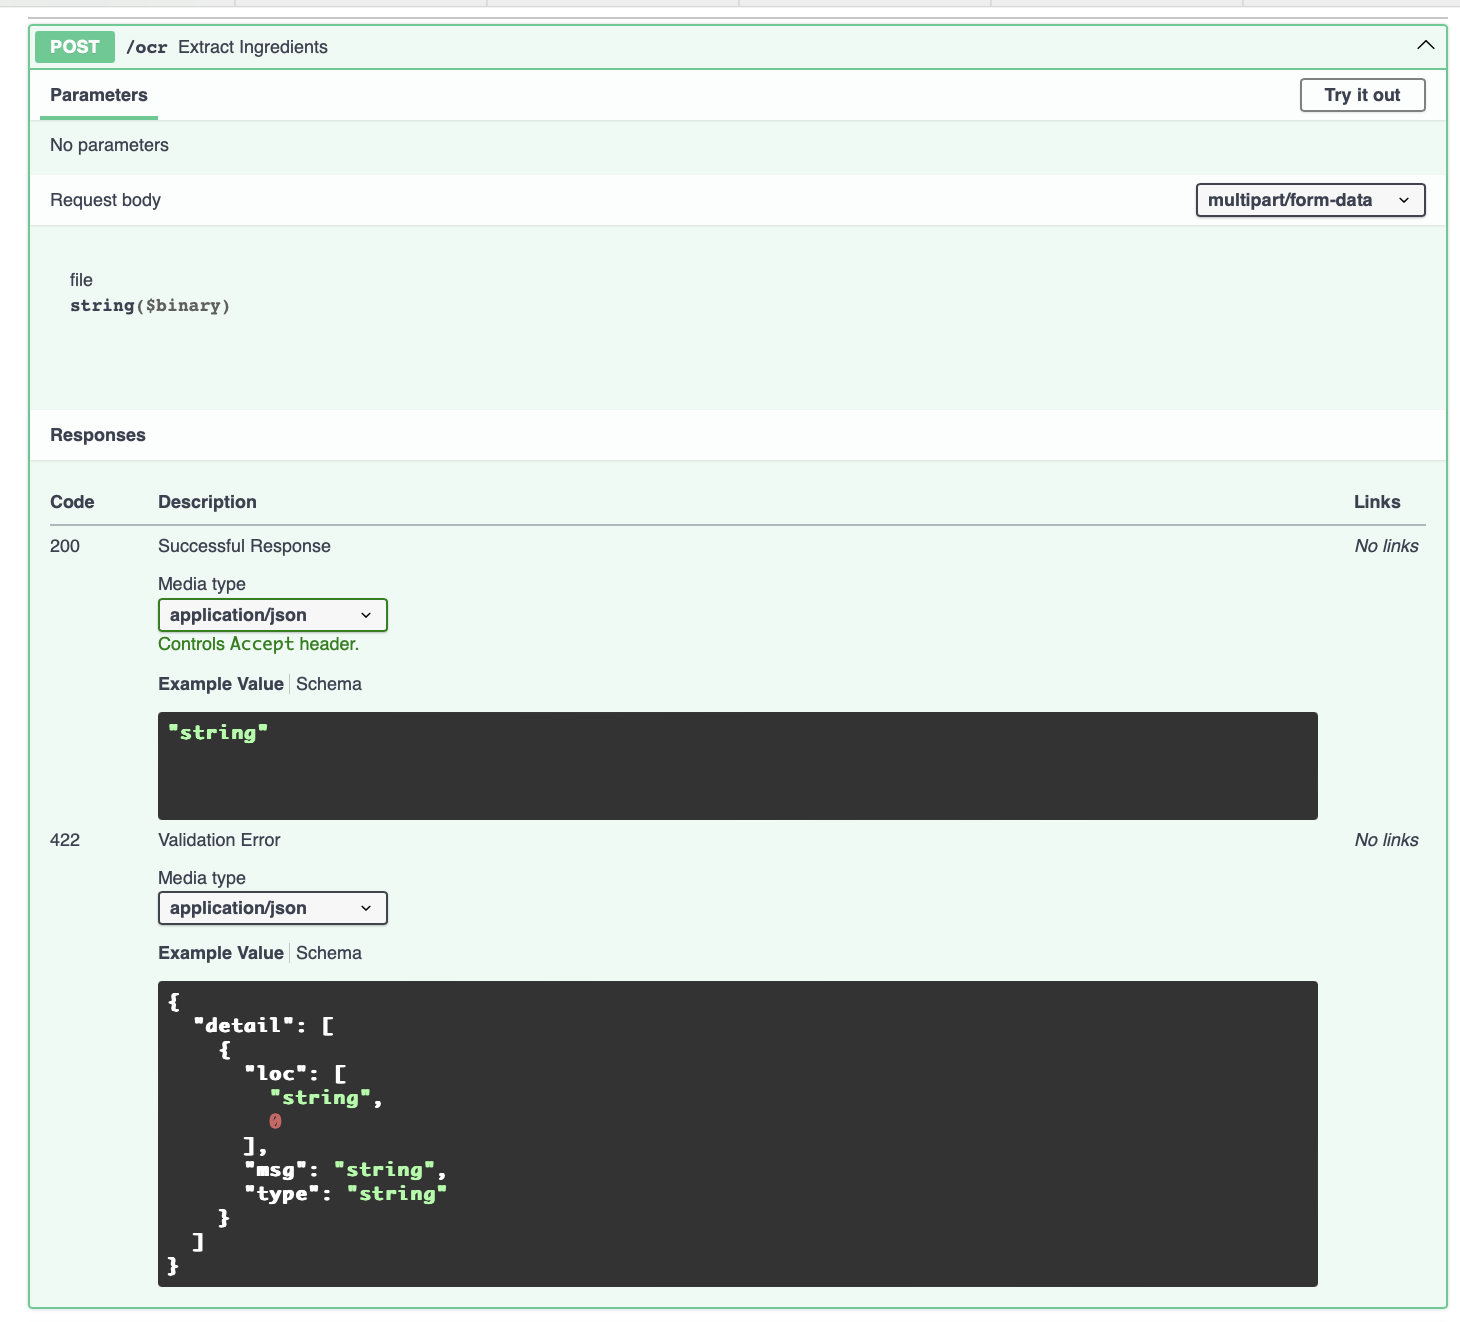 POST /ocr Extract Ingredients
Parameters Try it out
No parameters
Request body multipart/form-data
file
string($binary)
Responses
Code Description Links
200 Successful Response No links
Media type
application/json
Controls Accept header.
Example Value Schema
"string"
422 Validation Error No links
Media type
application/json
Example Value Schema
{
  "detail": [
    {
      "loc": [
        "string",
        0
      ],
      "msg": "string",
      "type": "string"
    }
  ]
}